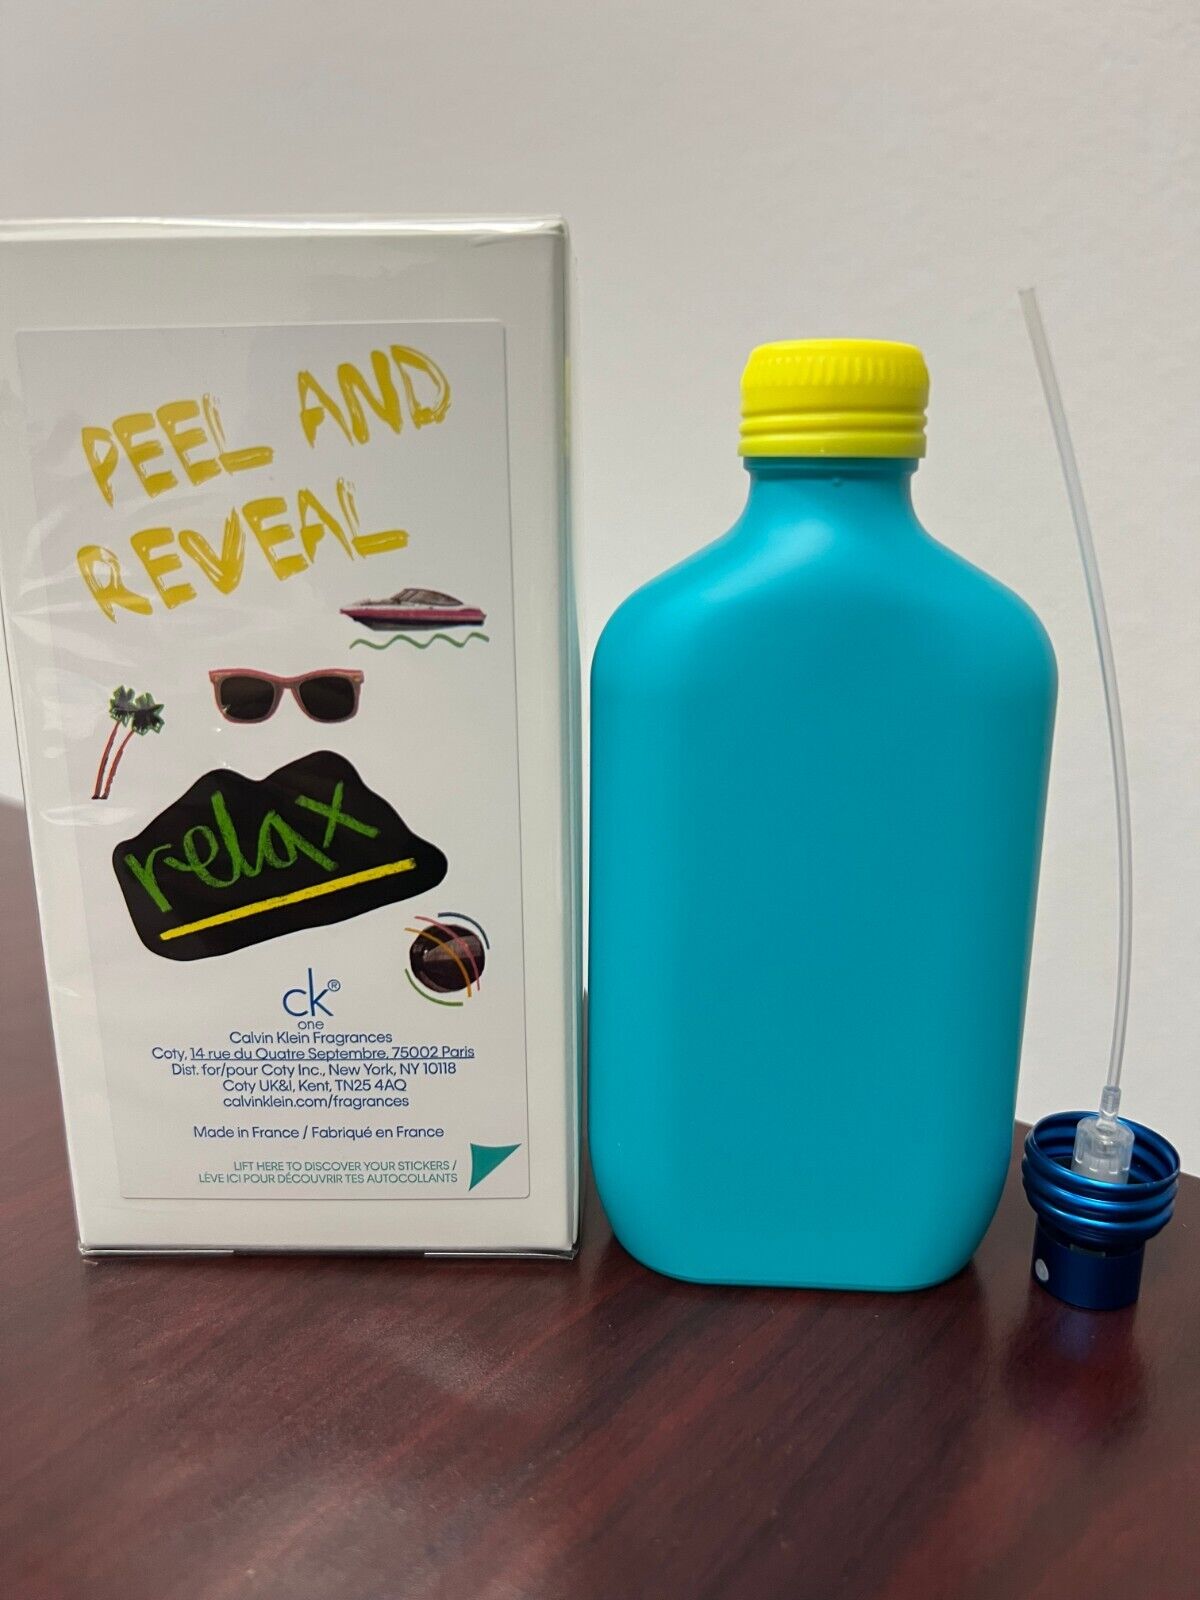 PEEL AND
REVEAL
relax
ck®
one
Calvin Klein Fragrances
Coty, 14 rue du Quatre Septembre, 75002 Paris
Dist. for/pour Coty Inc., New York, NY 10118
Coty UK&I, Kent, TN25 4AQ
calvinklein.com/fragrances
Made in France / Fabriqué en France
LIFT HERE TO DISCOVER YOUR STICKERS /
LÈVE ICI POUR DÉCOUVRIR TES AUTOCOLLANTS